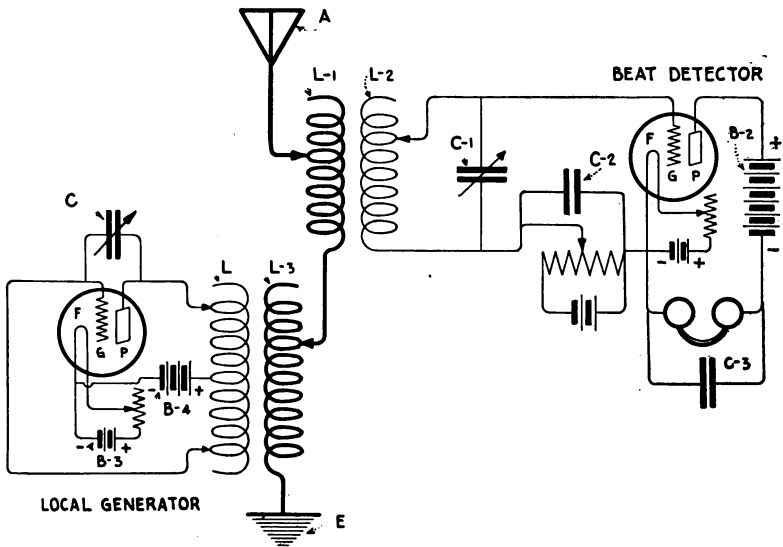 A
L-1
L-2
BEAT DETECTOR
C-1
C-2
F
G
P
B-2
+
-
- +
C-3
C
L
L-3
F
G
P
- +
B-4
- +
B-3
LOCAL GENERATOR
E